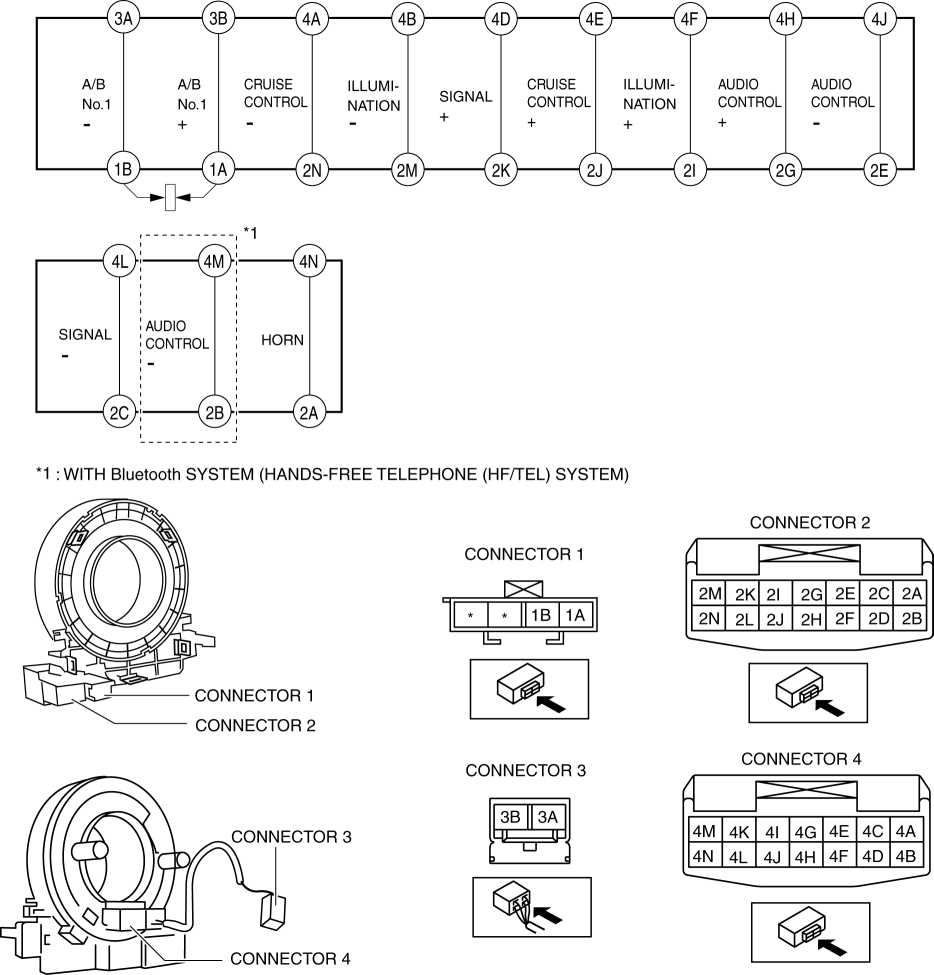 3A 3B 4A 4B 4D 4E 4F 4H 4J
A/B A/B CRUISE ILLUMI- SIGNAL CRUISE ILLUMI- AUDIO AUDIO
No.1 No.1 CONTROL NATION + CONTROL NATION CONTROL CONTROL
- + - - + + + -
1B 1A 2N 2M 2K 2J 2I 2G 2E
*1
4L 4M 4N
SIGNAL AUDIO HORN
- CONTROL
-
2C 2B 2A
*1 : WITH Bluetooth SYSTEM (HANDS-FREE TELEPHONE (HF/TEL) SYSTEM)
CONNECTOR 1
CONNECTOR 2
CONNECTOR 1
* * 1B 1A
CONNECTOR 2
2M 2K 2I 2G 2E 2C 2A
2N 2L 2J 2H 2F 2D 2B
CONNECTOR 3
CONNECTOR 4
CONNECTOR 3
3B 3A
CONNECTOR 4
4M 4K 4I 4G 4E 4C 4A
4N 4L 4J 4H 4F 4D 4B